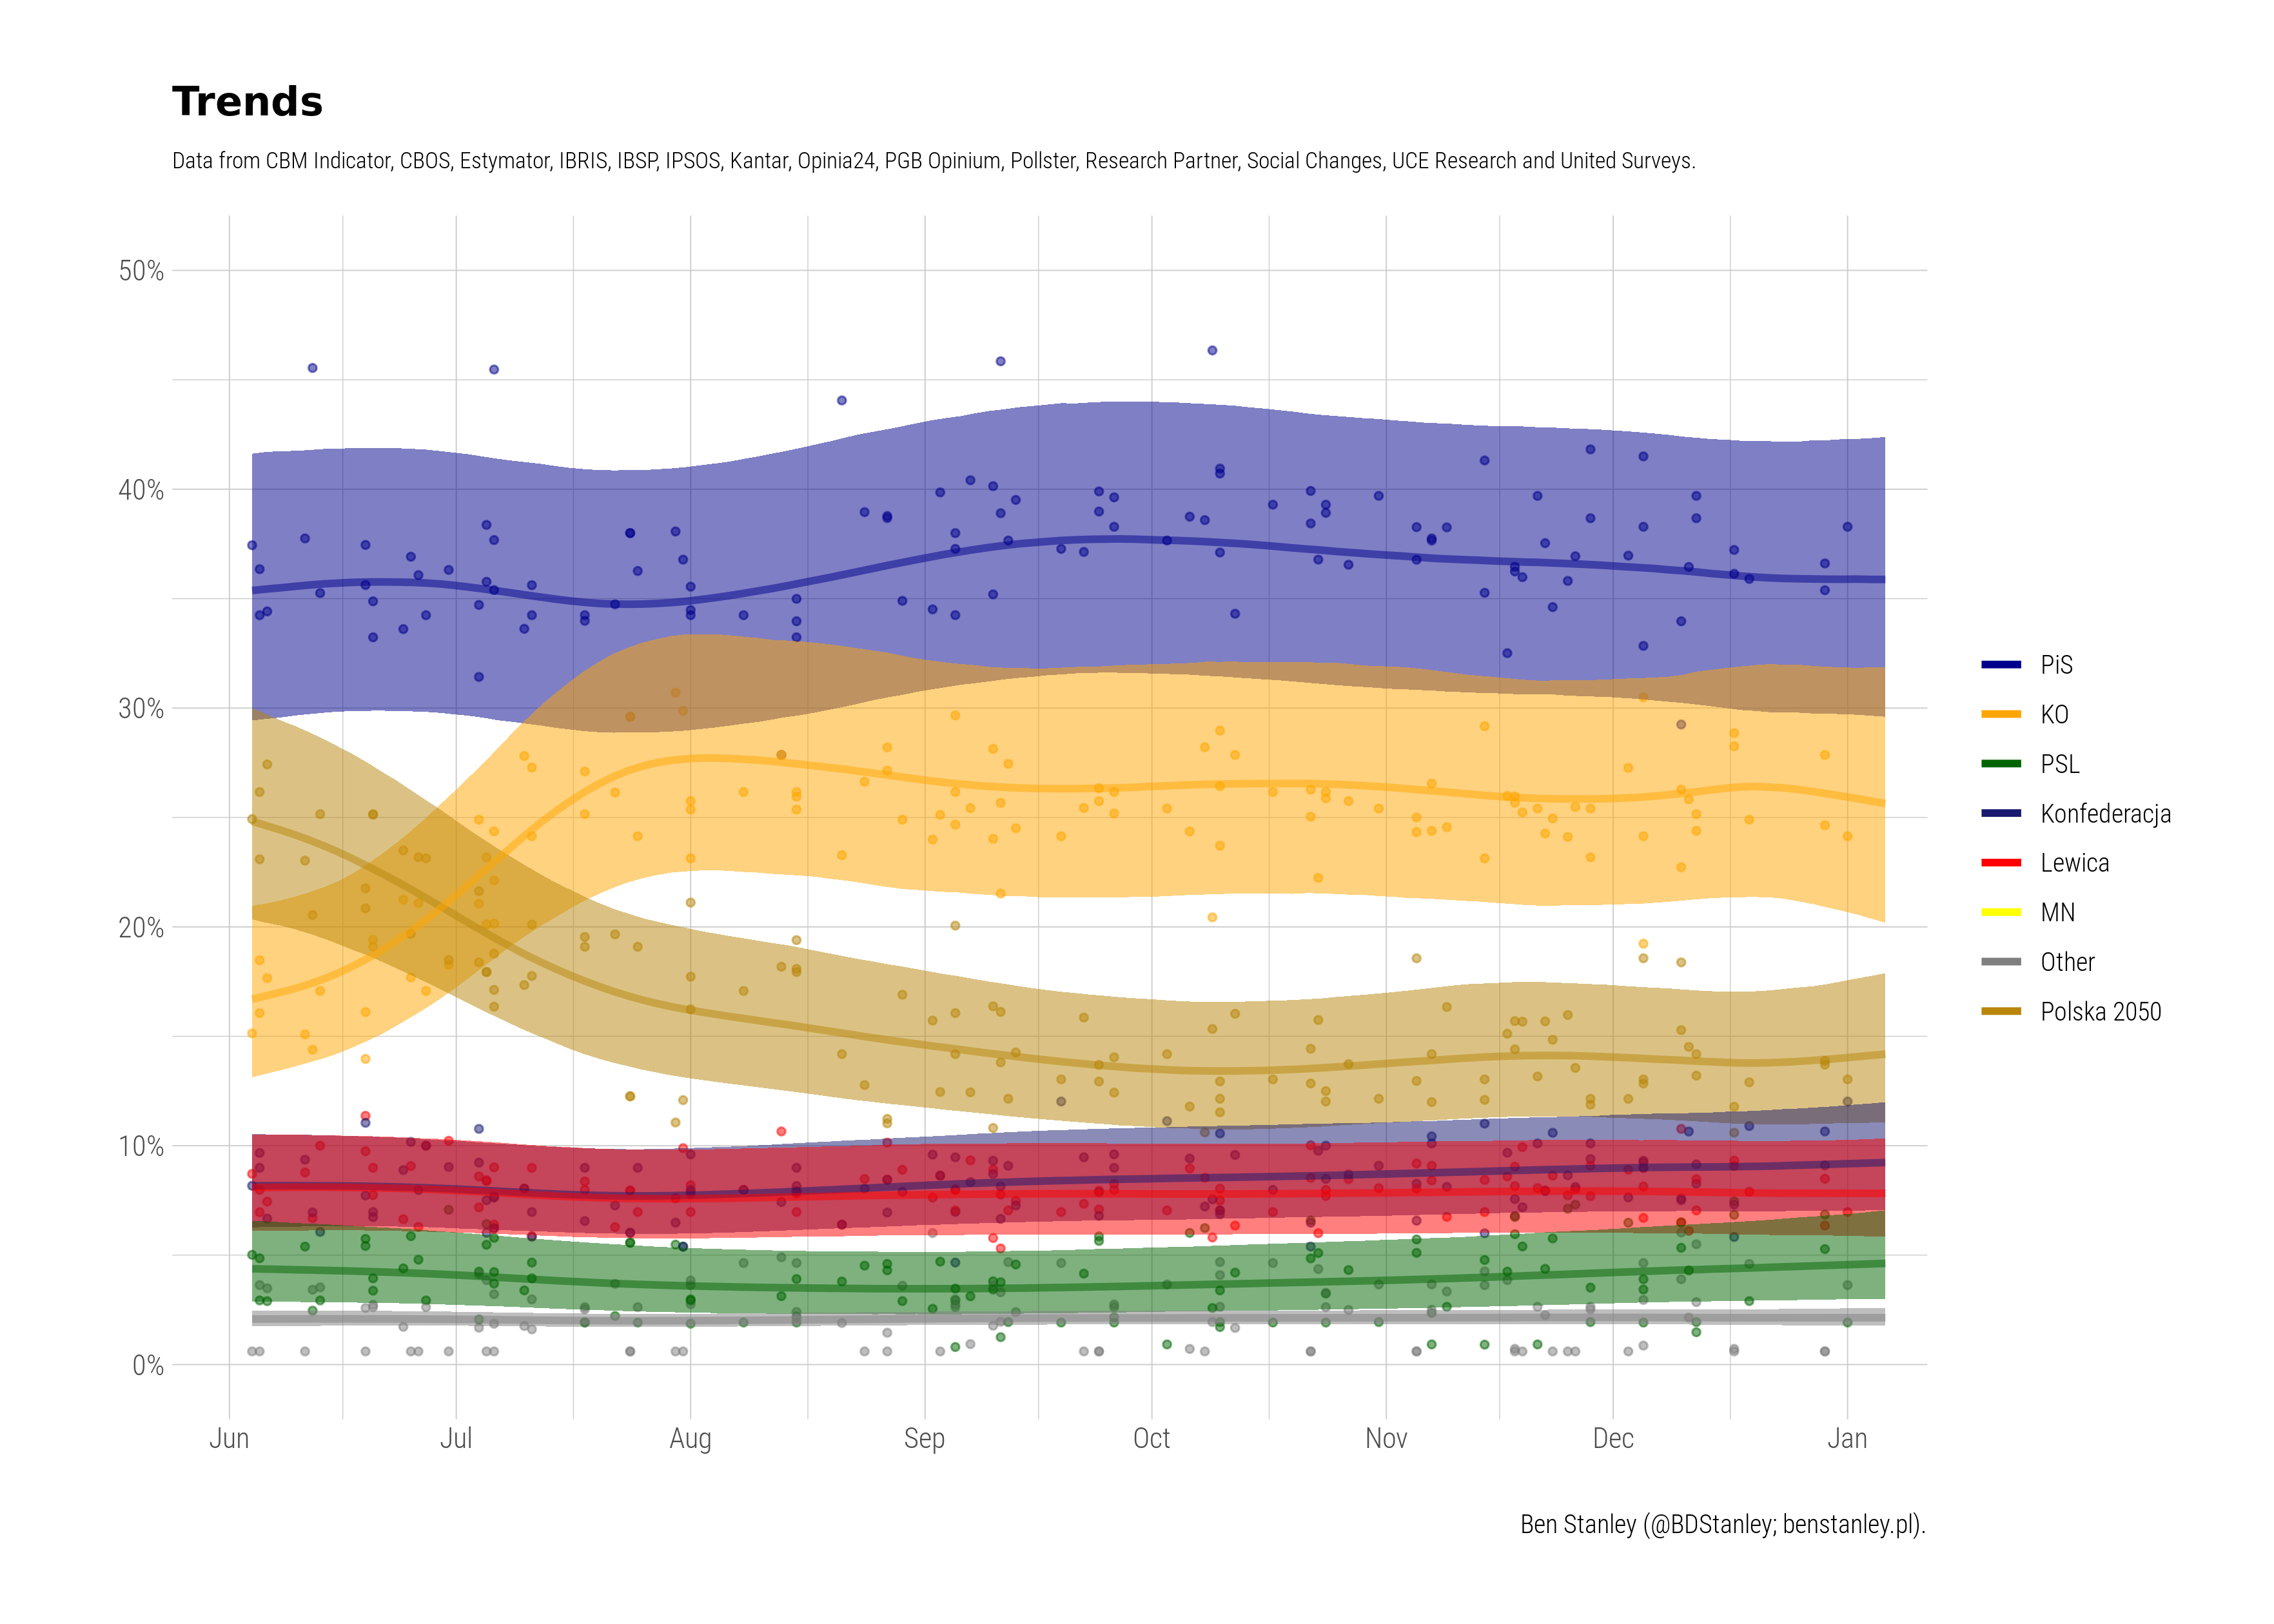 Trends
Data from CBM Indicator, CBOS, Estymator, IBRIS, IBSP, IPSOS, Kantar, Opinia24, PGB Opinium, Pollster, Research Partner, Social Changes, UCE Research and United Surveys.
50%
40%
30%
20%
10%
0%
Jun Jul Aug Sep Oct Nov Dec Jan
PiS
KO
PSL
Konfederacja
Lewica
MN
Other
Polska 2050
Ben Stanley (@BDStanley; benstanley.pl).